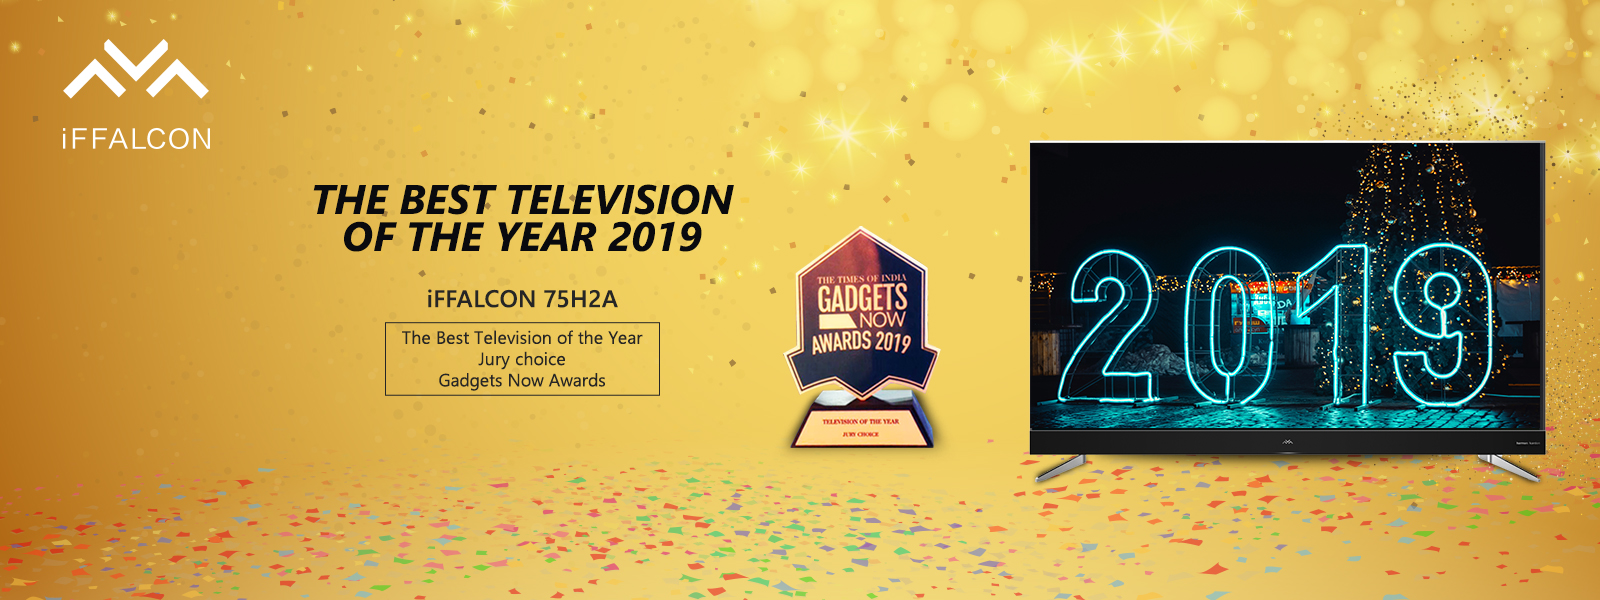 iFFALCON
THE BEST TELEVISION
OF THE YEAR 2019
iFFALCON 75H2A
The Best Television of the Year
Jury choice
Gadgets Now Awards
THE TIMES OF INDIA
GADGETS
NOW
AWARDS 2019
TELEVISION OF THE YEAR
JURY CHOICE
2019